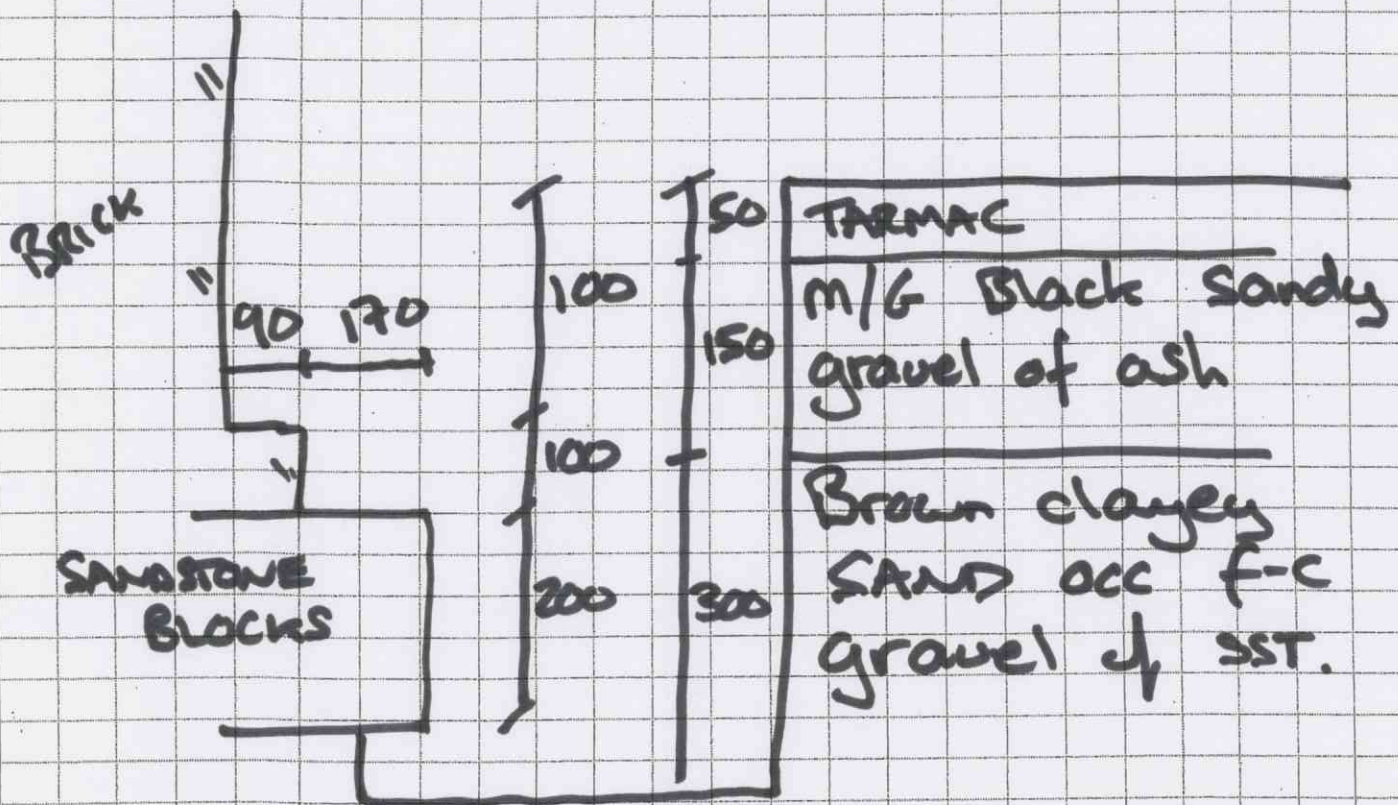 BRICK
90 170
SANDSTONE
BLOCKS
100
100
200
50
150
300
TARMAC
M/G Black Sandy
gravel of ash
Brown clayey
SAND occ f-c
gravel of SST.